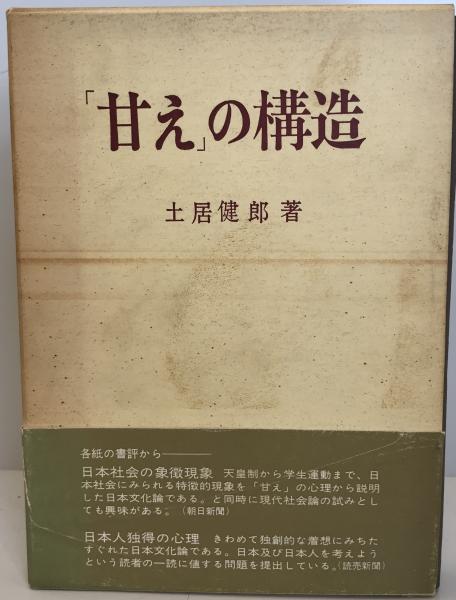 「甘え」の構造
土居健郎 著
各紙の書評から———
日本社会の象徴現象　天皇制から学生運動まで、日
本社会にみられる特徴的現象を「甘え」の心理から説明
した日本文化論である。と同時に現代社会論の試みとし
ても興味がある。（朝日新聞）
日本人独得の心理　きわめて独創的な着想にみちた
すぐれた日本文化論である。日本及び日本人を考えよう
という読者の一読に値する問題を提出している。（読売新聞）